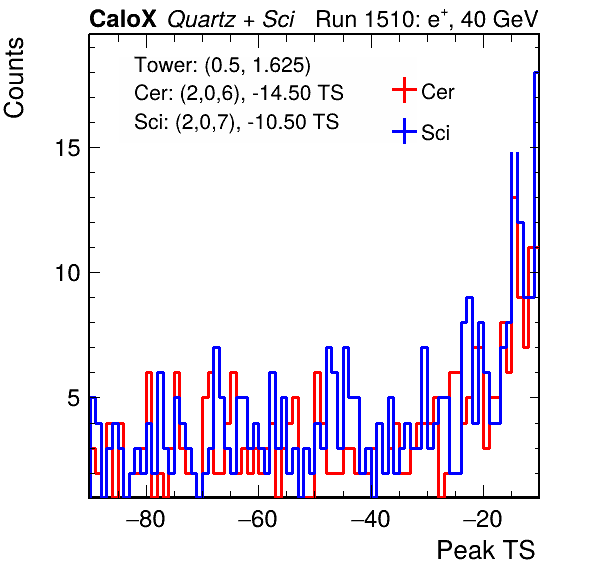 CaloX Quartz + Sci Run 1510: e+, 40 GeV
Counts
Tower: (0.5, 1.625)
Cer: (2,0,6), -14.50 TS
Sci: (2,0,7), -10.50 TS
Cer
Sci
15
10
5
−80 −60 −40 −20
Peak TS